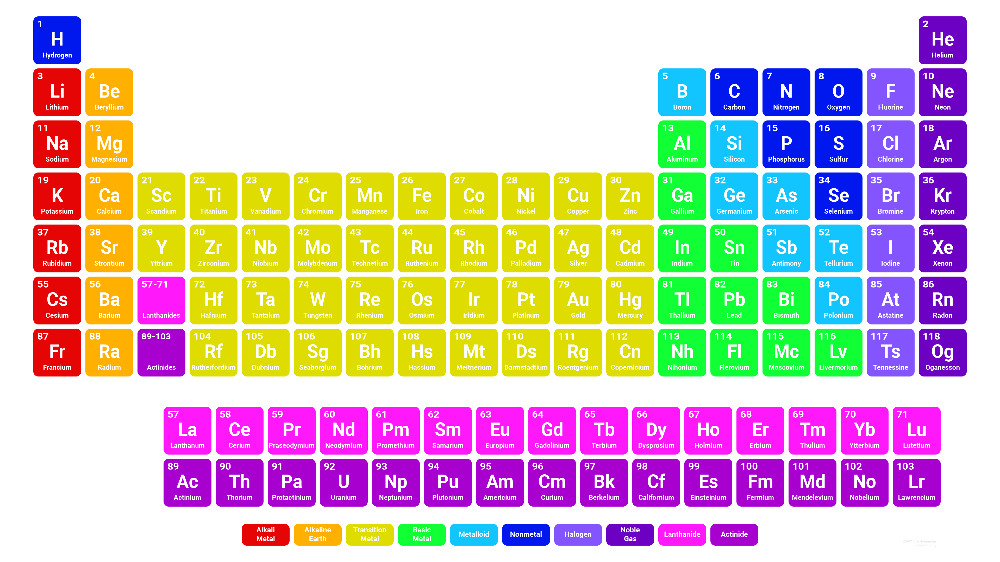 1 2
H He
Hydrogen Helium
3 4 5 6 7 8 9 10
Li Be B C N O F Ne
Lithium Beryllium Boron Carbon Nitrogen Oxygen Fluorine Neon
11 12 13 14 15 16 17 18
Na Mg Al Si P S Cl Ar
Sodium Magnesium Aluminum Silicon Phosphorus Sulfur Chlorine Argon
19 20 21 22 23 24 25 26 27 28 29 30 31 32 33 34 35 36
K Ca Sc Ti V Cr Mn Fe Co Ni Cu Zn Ga Ge As Se Br Kr
Potassium Calcium Scandium Titanium Vanadium Chromium Manganese Iron Cobalt Nickel Copper Zinc Gallium Germanium Arsenic Selenium Bromine Krypton
37 38 39 40 41 42 43 44 45 46 47 48 49 50 51 52 53 54
Rb Sr Y Zr Nb Mo Tc Ru Rh Pd Ag Cd In Sn Sb Te I Xe
Rubidium Strontium Yttrium Zirconium Niobium Molybdenum Technetium Ruthenium Rhodium Palladium Silver Cadmium Indium Tin Antimony Tellurium Iodine Xenon
55 56 57-71 72 73 74 75 76 77 78 79 80 81 82 83 84 85 86
Cs Ba Hf Ta W Re Os Ir Pt Au Hg Tl Pb Bi Po At Rn
Cesium Barium Lanthanides Hafnium Tantalum Tungsten Rhenium Osmium Iridium Platinum Gold Mercury Thallium Lead Bismuth Polonium Astatine Radon
87 88 89-103 104 105 106 107 108 109 110 111 112 113 114 115 116 117 118
Fr Ra Rf Db Sg Bh Hs Mt Ds Rg Cn Nh Fl Mc Lv Ts Og
Francium Radium Actinides Rutherfordium Dubnium Seaborgium Bohrium Hassium Meitnerium Darmstadtium Roentgenium Copernicium Nihonium Flerovium Moscovium Livermorium Tennessine Oganesson
57 58 59 60 61 62 63 64 65 66 67 68 69 70 71
La Ce Pr Nd Pm Sm Eu Gd Tb Dy Ho Er Tm Yb Lu
Lanthanum Cerium Praseodymium Neodymium Promethium Samarium Europium Gadolinium Terbium Dysprosium Holmium Erbium Thulium Ytterbium Lutetium
89 90 91 92 93 94 95 96 97 98 99 100 101 102 103
Ac Th Pa U Np Pu Am Cm Bk Cf Es Fm Md No Lr
Actinium Thorium Protactinium Uranium Neptunium Plutonium Americium Curium Berkelium Californium Einsteinium Fermium Mendelevium Nobelium Lawrencium
Alkali Metal
Alkaline Earth
Transition Metal
Basic Metal
Metalloid
Nonmetal
Halogen
Noble Gas
Lanthanide
Actinide
©2017 Todd Helmenstine
sciencenotes.org